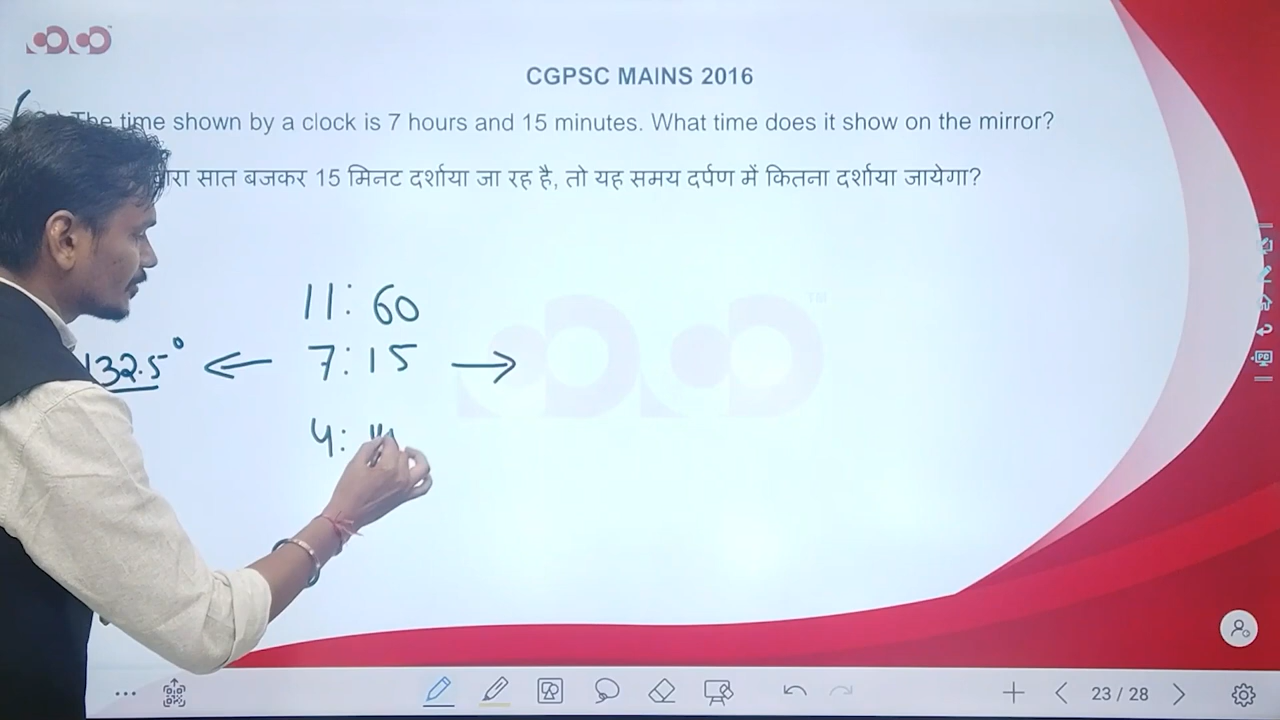 CGPSC MAINS 2016
The time shown by a clock is 7 hours and 15 minutes. What time does it show on the mirror?
सात बजकर 15 मिनट दर्शाया जा रह है, तो यह समय दर्पण में कितना दर्शाया जायेगा?
11: 60
132.5° ← 7:15 →
4:
23 / 28